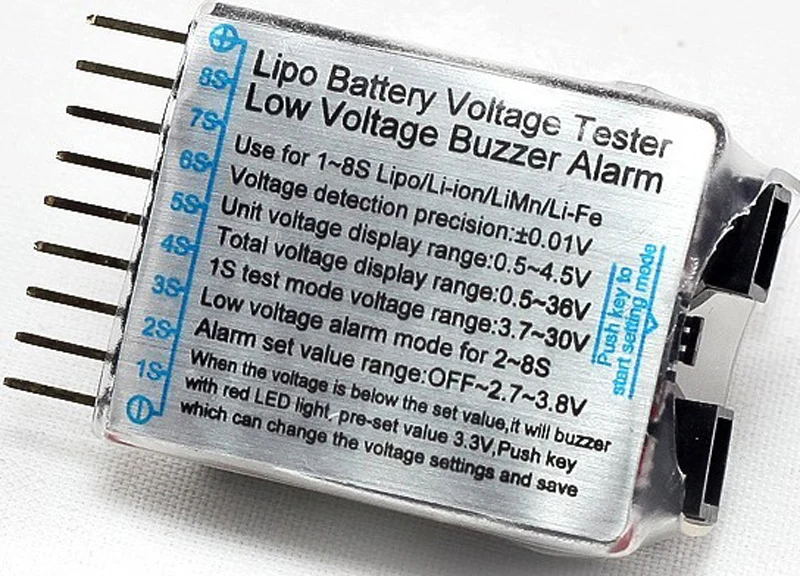 Lipo Battery Voltage Tester
Low Voltage Buzzer Alarm
Use for 1~8S Lipo/Li-ion/LiMn/Li-Fe
Voltage detection precision:±0.01V
Unit voltage display range:0.5~4.5V
Total voltage display range:0.5~36V
1S test mode voltage range:3.7~30V
Low voltage alarm mode for 2~8S
Alarm set value range:OFF~2.7~3.8V
When the voltage is below the set value,it will buzzer
with red LED light, pre-set value 3.3V,Push key
which can change the voltage settings and save
8S
7S
6S
5S
4S
3S
2S
1S
Push key to
start setting mode